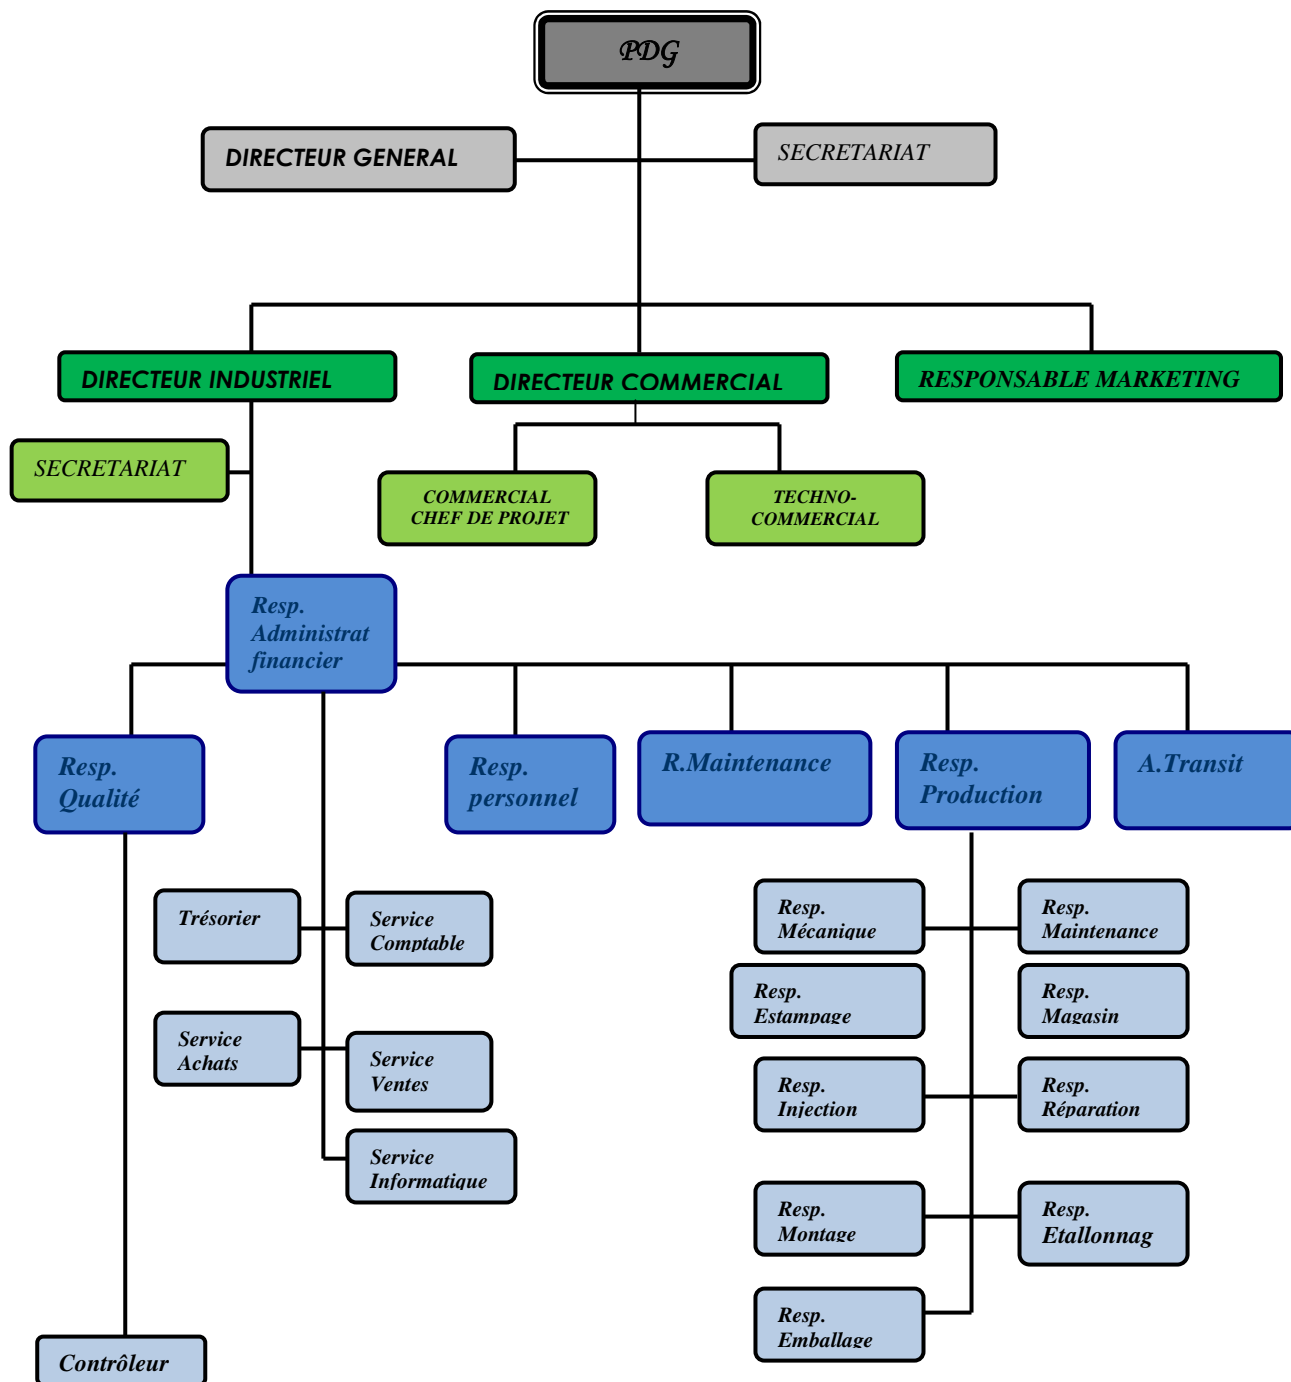 PDG
DIRECTEUR GENERAL
SECRETARIAT
DIRECTEUR INDUSTRIEL
DIRECTEUR COMMERCIAL
RESPONSABLE MARKETING
SECRETARIAT
COMMERCIAL
CHEF DE PROJET
TECHNO-
COMMERCIAL
Resp.
Administrat
financier
Resp.
Qualité
Resp.
personnel
R.Maintenance
Resp.
Production
A.Transit
Trésorier
Service
Comptable
Resp.
Mécanique
Resp.
Maintenance
Resp.
Estampage
Resp.
Magasin
Service
Achats
Service
Ventes
Resp.
Injection
Resp.
Réparation
Service
Informatique
Resp.
Montage
Resp.
Etallonnag
Resp.
Emballage
Contrôleur